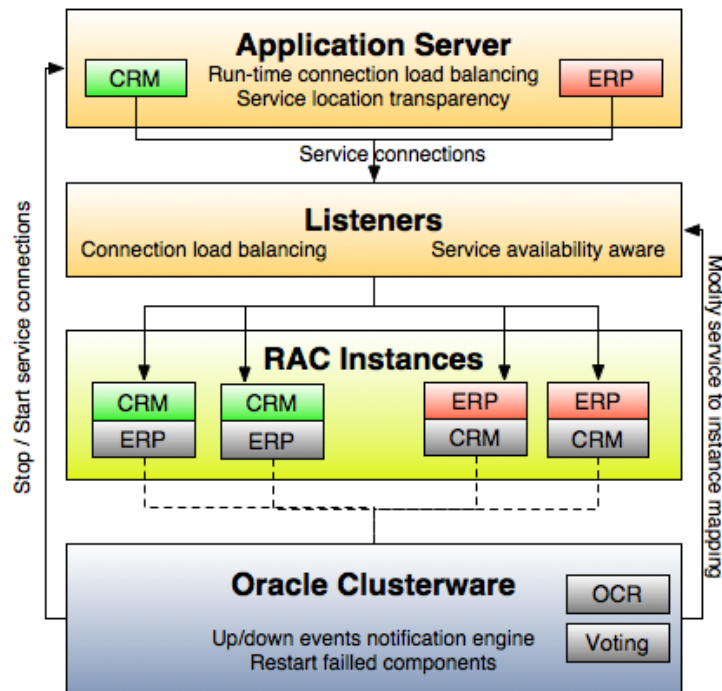 Application Server
CRM
Run-time connection load balancing
Service location transparency
ERP
Service connections
Listeners
Connection load balancing
Service availability aware
RAC Instances
CRM
ERP
CRM
ERP
ERP
CRM
ERP
CRM
Oracle Clusterware
OCR
Voting
Up/down events notification engine
Restart failled components
Stop / Start service connections
Modify service to instance mapping